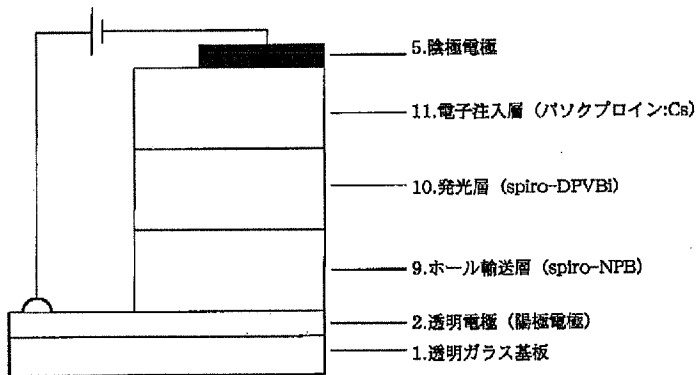 5.陰極電極
11.電子注入層（バソクプロイン:Cs）
10.発光層（spiro-DPVBi）
9.ホール輸送層（spiro-NPB）
2.透明電極（陽極電極）
1.透明ガラス基板